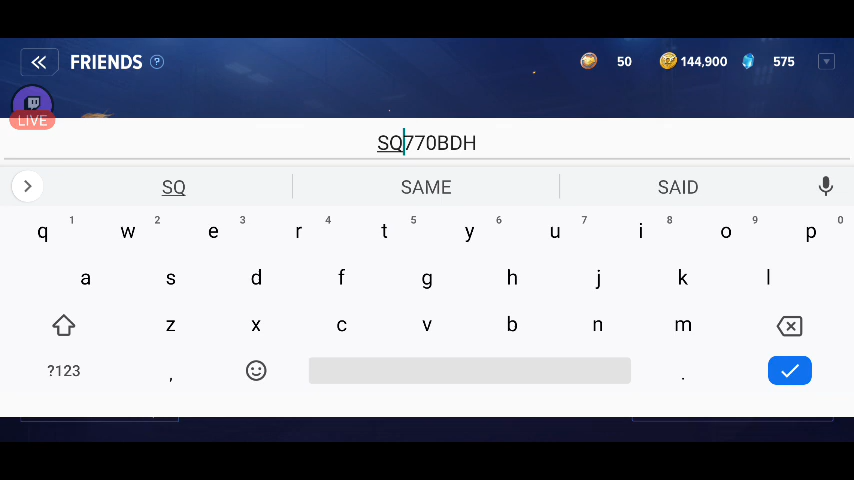 FRIENDS ? 50 144,900 575
LIVE
SQ770BDH
SQ SAME SAID
1 2 3 4 5 6 7 8 9 0
q w e r t y u i o p
a s d f g h j k l
z x c v b n m
?123 , .